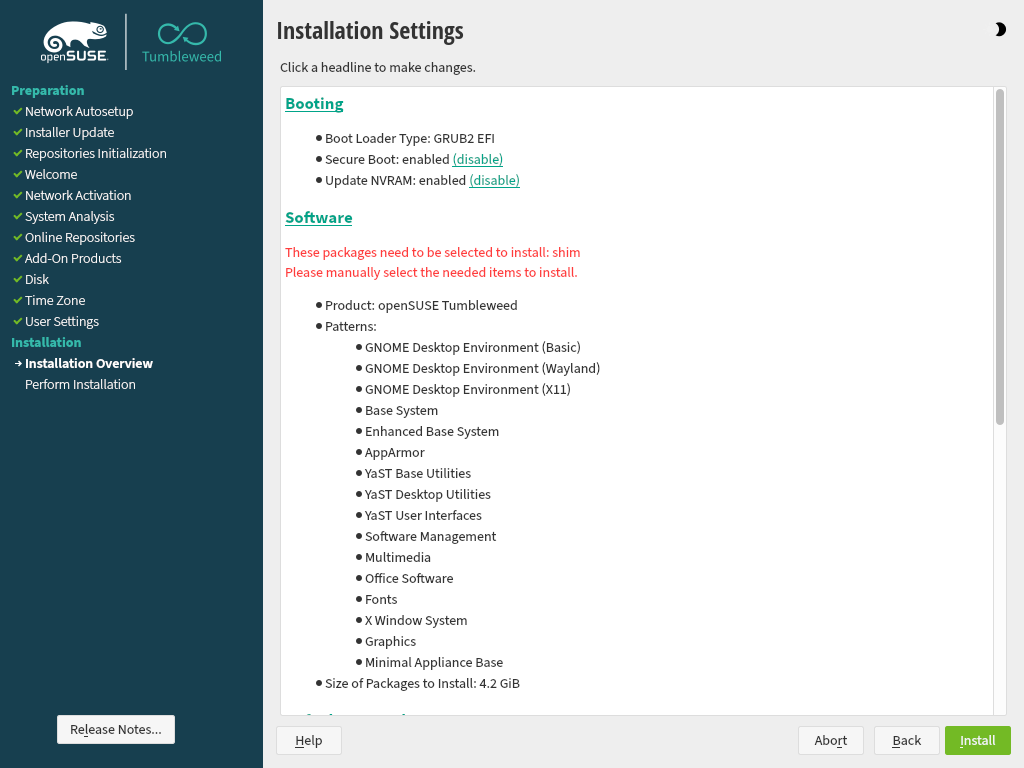 openSUSE
Tumbleweed
Preparation
Network Autosetup
Installer Update
Repositories Initialization
Welcome
Network Activation
System Analysis
Online Repositories
Add-On Products
Disk
Time Zone
User Settings
Installation
Installation Overview
Perform Installation
Release Notes...
Installation Settings
Click a headline to make changes.
Booting
Boot Loader Type: GRUB2 EFI
Secure Boot: enabled (disable)
Update NVRAM: enabled (disable)
Software
These packages need to be selected to install: shim
Please manually select the needed items to install.
Product: openSUSE Tumbleweed
Patterns:
GNOME Desktop Environment (Basic)
GNOME Desktop Environment (Wayland)
GNOME Desktop Environment (X11)
Base System
Enhanced Base System
AppArmor
YaST Base Utilities
YaST Desktop Utilities
YaST User Interfaces
Software Management
Multimedia
Office Software
Fonts
X Window System
Graphics
Minimal Appliance Base
Size of Packages to Install: 4.2 GiB
Help
Abort
Back
Install